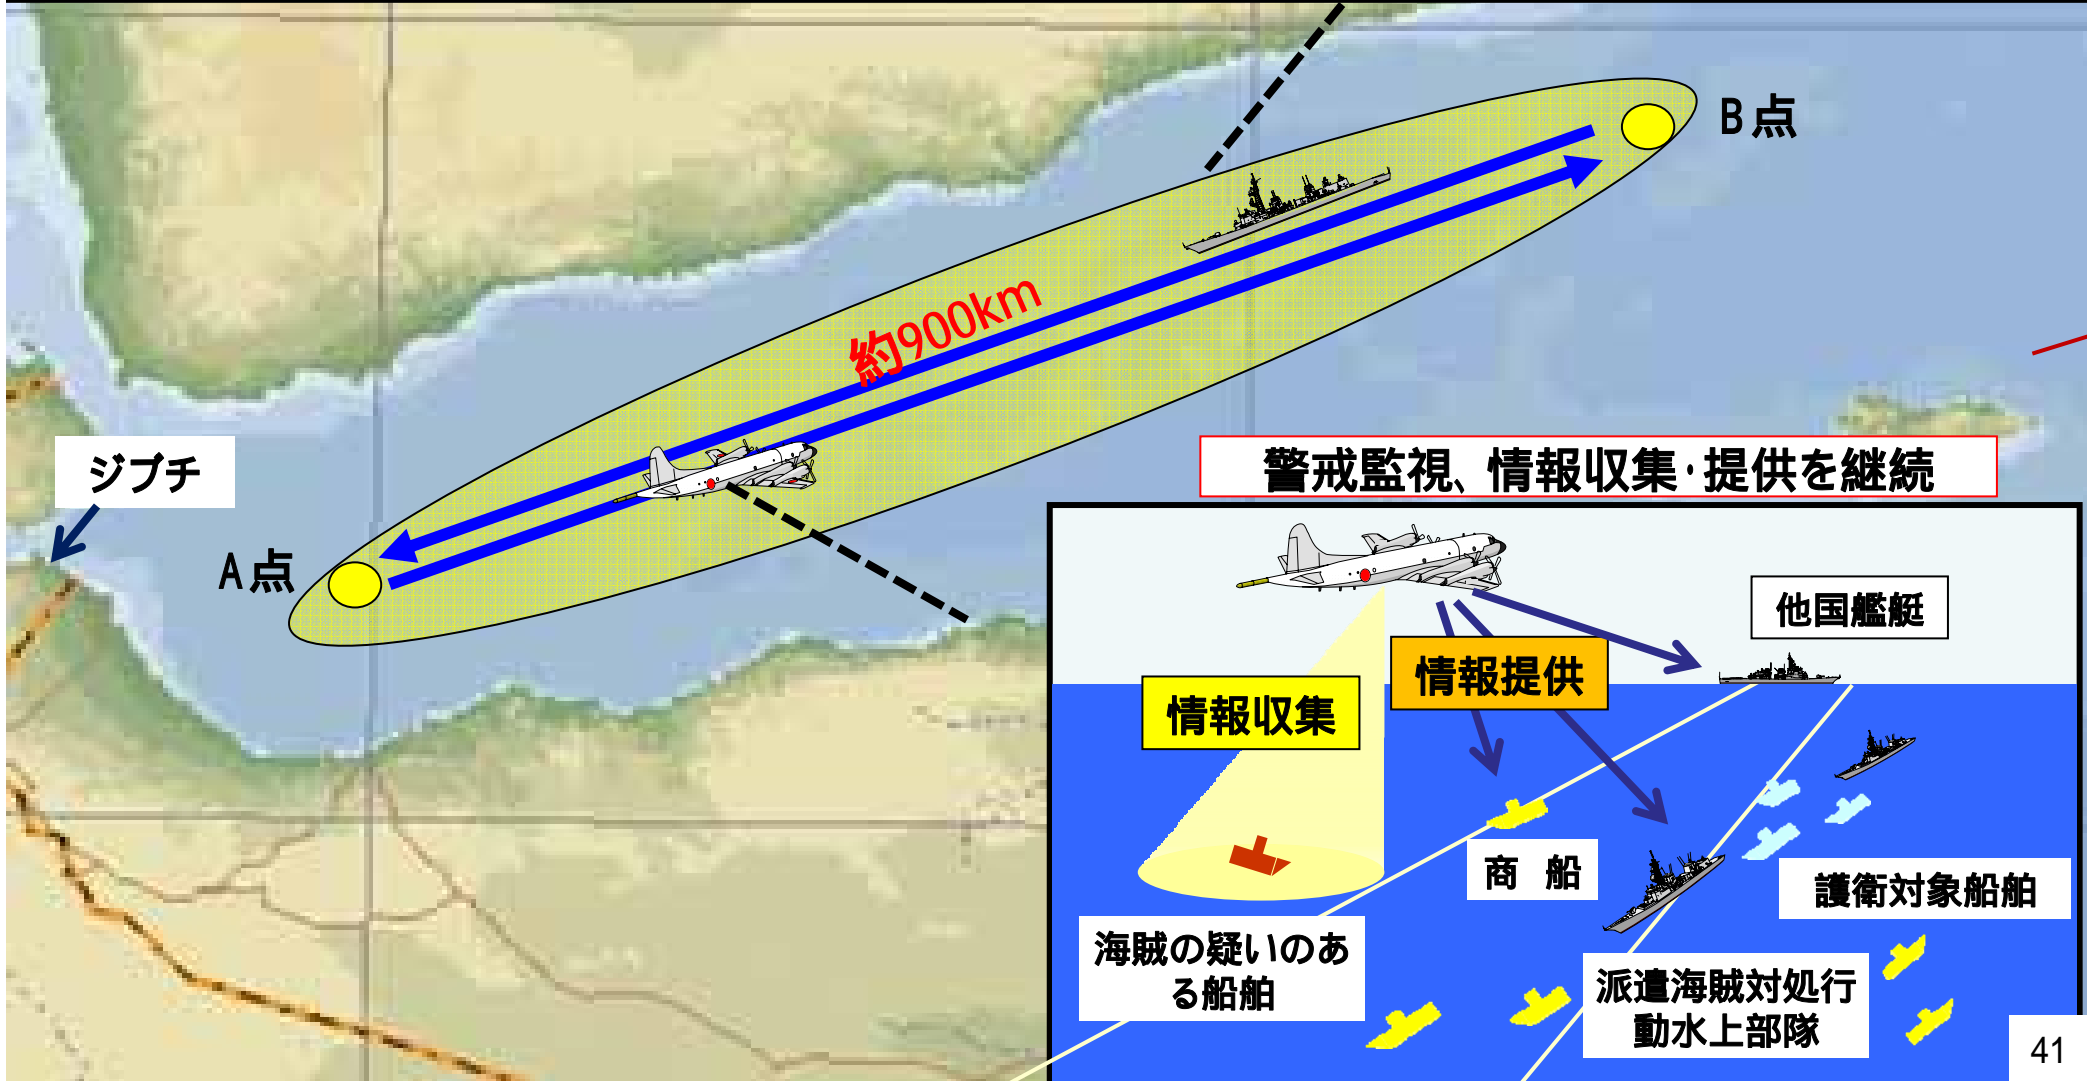 B点
約900km
ジブチ
A点
警戒監視、情報収集・提供を継続
他国艦艇
情報提供
情報収集
商 船
護衛対象船舶
海賊の疑いのあ
る船舶
派遣海賊対処行
動水上部隊
41